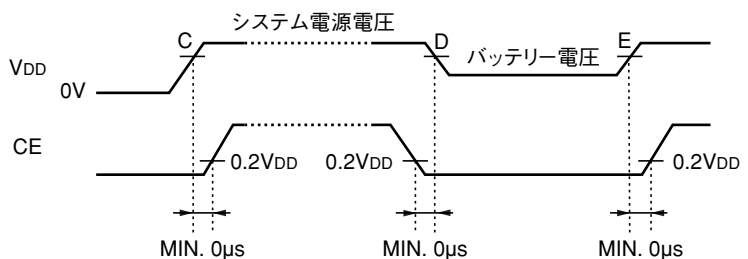 システム電源電圧
C
D
バッテリー電圧
E
VDD
0V
CE
0.2VDD
0.2VDD
0.2VDD
MIN. 0μs
MIN. 0μs
MIN. 0μs